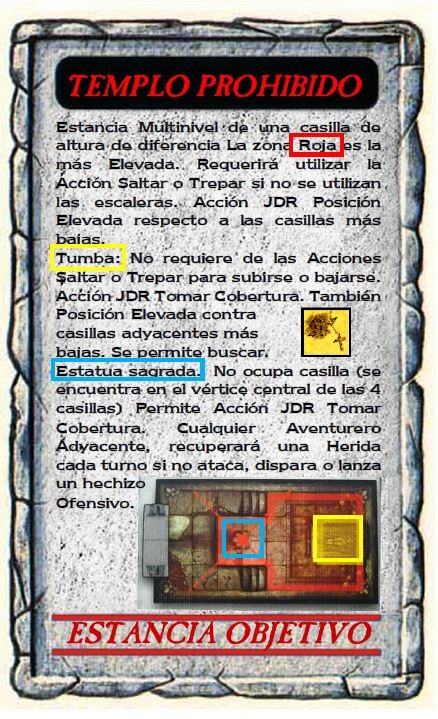 TEMPLO PROHIBIDO
Estancia Multinivel de una casilla de
altura de diferencia La zona Roja es la
más Elevada. Requerirá utilizar la
Acción Saltar o Trepar si no se utilizan
las escaleras. Acción JDR Posición
Elevada respecto a las casillas más
bajas.
Tumba: No requiere de las Acciones
Saltar o Trepar para subirse o bajarse.
Acción JDR Tomar Cobertura. También
Posición Elevada contra
casillas adyacentes más
bajas. Se permite buscar.
Estatua sagrada. No ocupa casilla (se
encuentra en el vértice central de las 4
casillas) Permite Acción JDR Tomar
Cobertura. Cualquier Aventurero
Adyacente, recuperará una Herida
cada turno si no ataca, dispara o lanza
un hechizo
Ofensivo.
ESTANCIA OBJETIVO